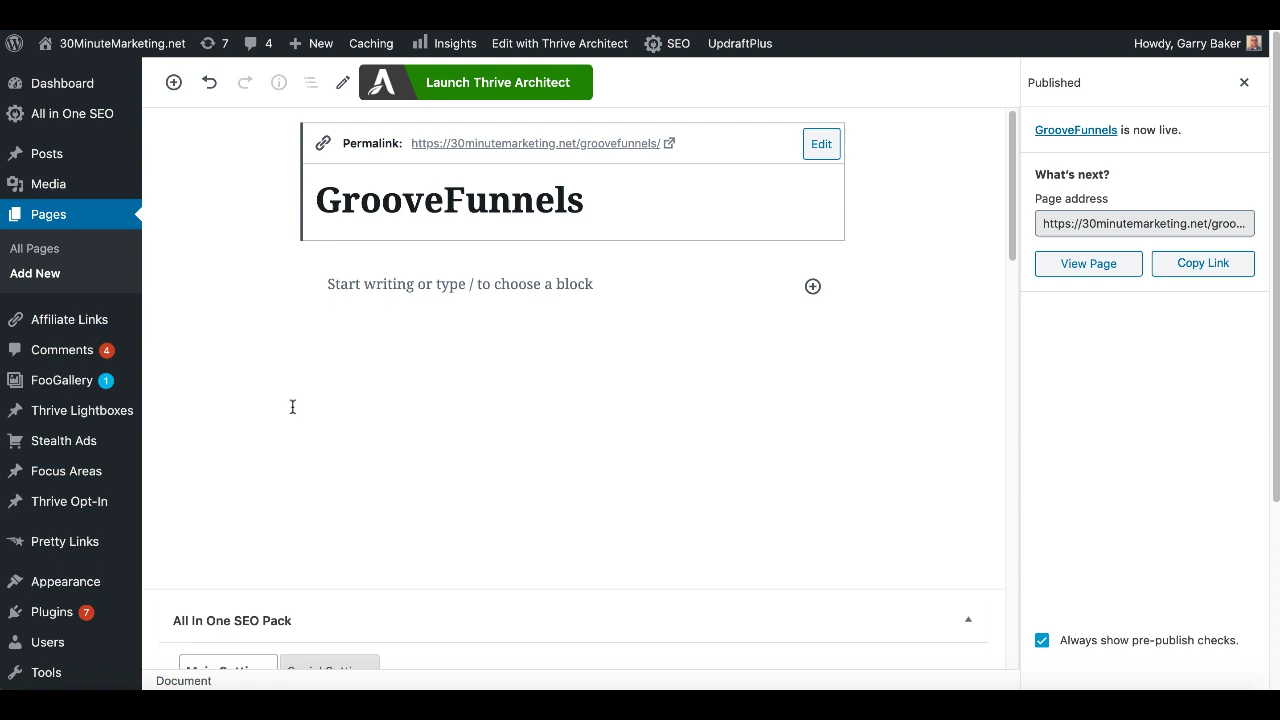 30MinuteMarketing.net 7 4 New Caching Insights Edit with Thrive Architect SEO UpdraftPlus Howdy, Garry Baker
Dashboard
All in One SEO
Posts
Media
Pages
All Pages
Add New
Affiliate Links
Comments 4
FooGallery 1
Thrive Lightboxes
Stealth Ads
Focus Areas
Thrive Opt-In
Pretty Links
Appearance
Plugins 7
Users
Tools
Launch Thrive Architect
Permalink: https://30minutemarketing.net/groovefunnels/ Edit
GrooveFunnels
Start writing or type / to choose a block
All In One SEO Pack
Document
Published
GrooveFunnels is now live.
What's next?
Page address
https://30minutemarketing.net/groo...
View Page Copy Link
Always show pre-publish checks.